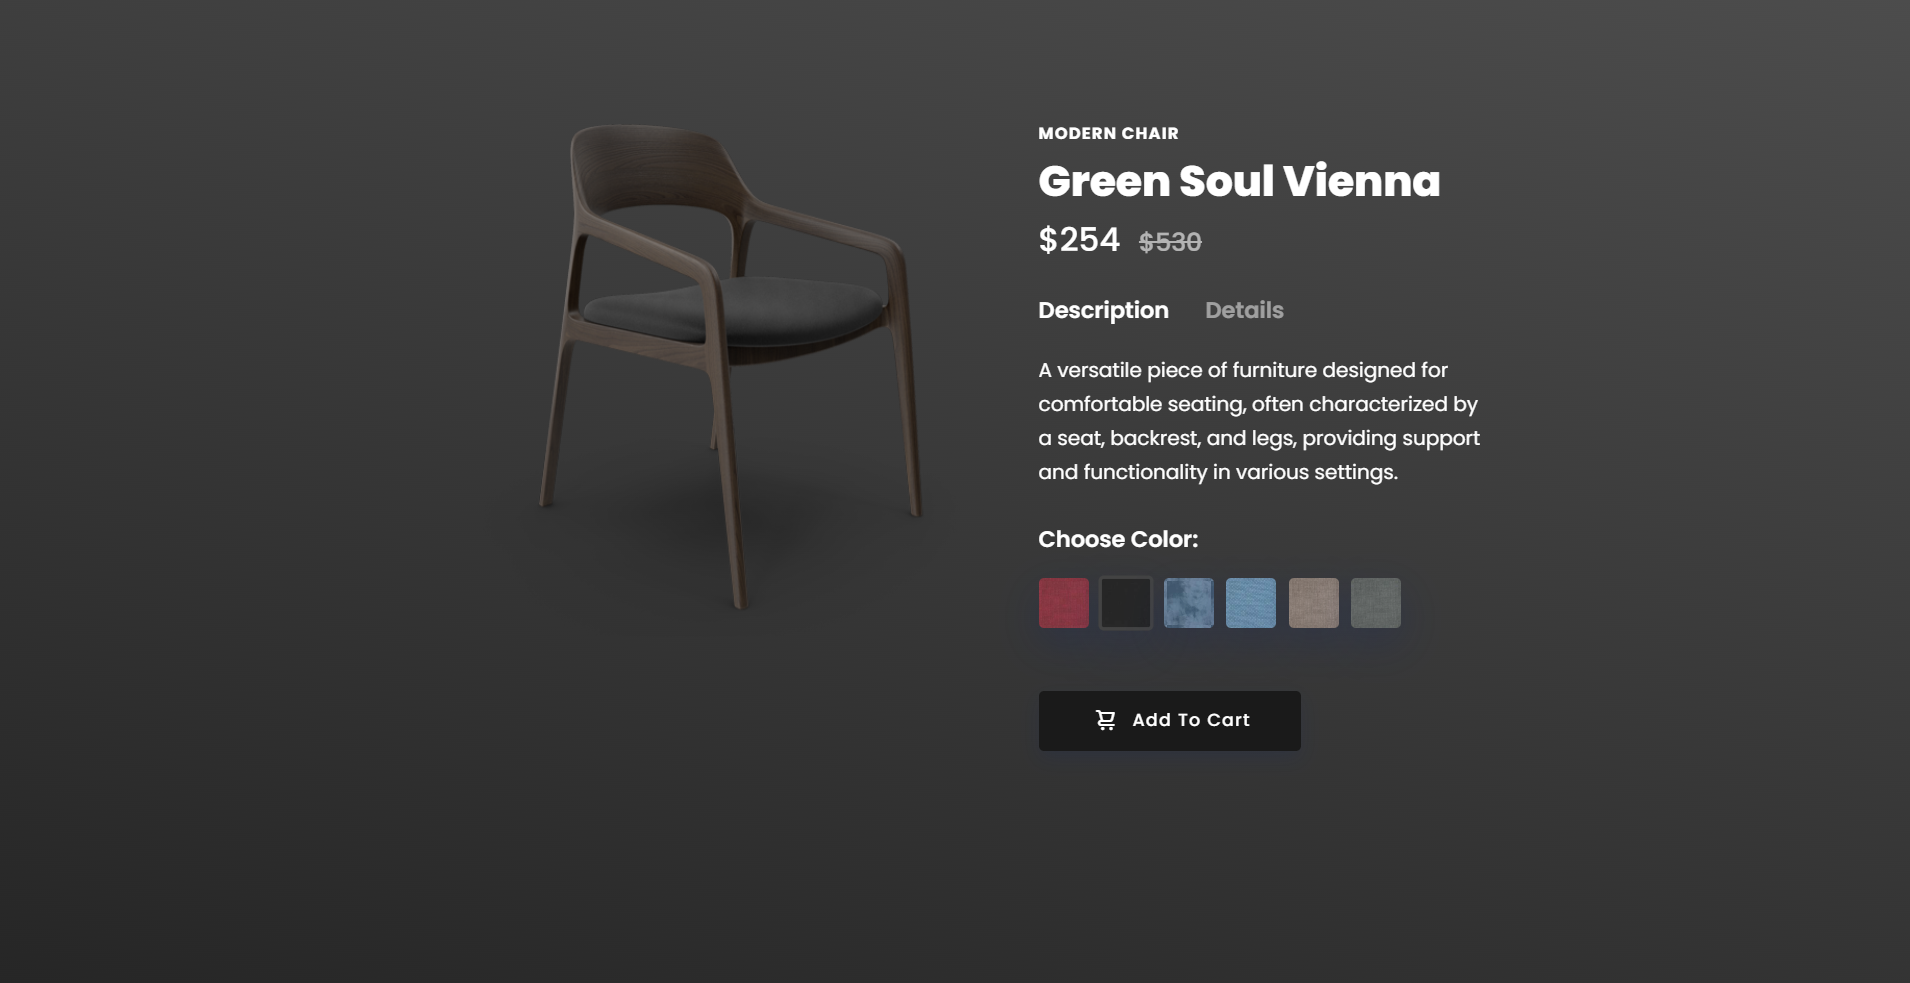 MODERN CHAIR
Green Soul Vienna
$254 $530
Description Details
A versatile piece of furniture designed for
comfortable seating, often characterized by
a seat, backrest, and legs, providing support
and functionality in various settings.
Choose Color:
Add To Cart